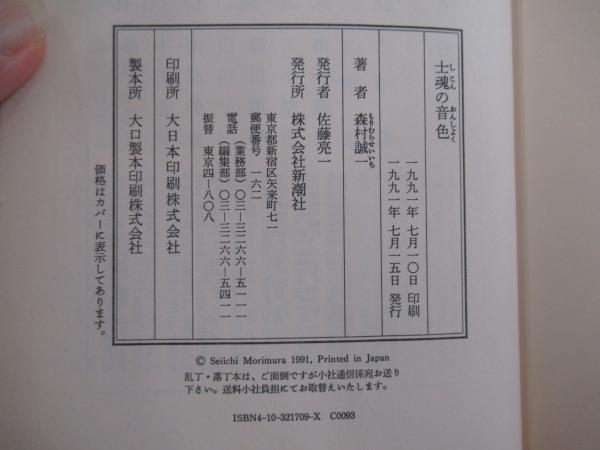 士魂の音色
しこん おんしょく
一九九一年 七月一〇日 印刷
一九九一年 七月一五日 発行
著者 森村誠一
もりむらせいいち
発行者 佐藤亮一
発行所 株式会社新潮社
東京都新宿区矢来町七一
郵便番号 一六二
電話 (業務部) 〇三―三二六六―五一一一
(編集部) 〇三―三二六六―五四一一
振替 東京四―八〇八
印刷所 大日本印刷株式会社
製本所 大口製本印刷株式会社
価格はカバーに表示してあります。
© Seiichi Morimura 1991, Printed in Japan
乱丁・落丁本は、ご面倒ですが小社通信係宛お送り
下さい。送料小社負担にてお取替えいたします。
ISBN4-10-321709-X C0093